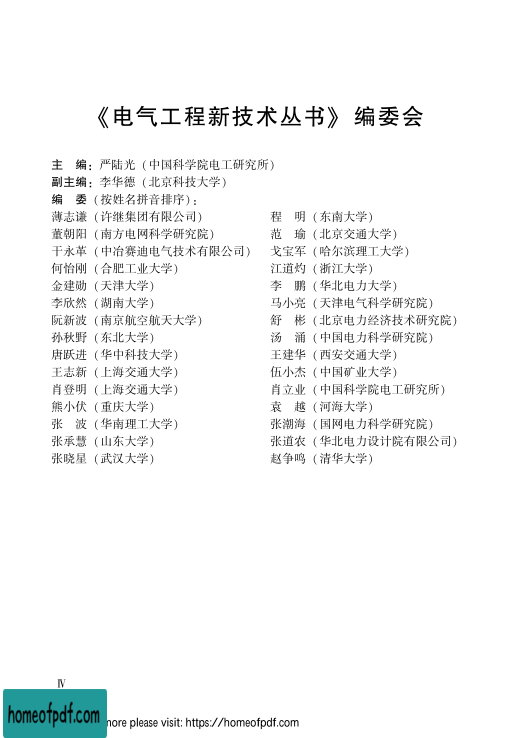 《电气工程新技术丛书》编委会
主　编：严陆光（中国科学院电工研究所）
副主编：李华德（北京科技大学）
编　委（按姓名拼音排序）：
薄志谦（许继集团有限公司）　程　明（东南大学）
董朝阳（南方电网科学研究院）　范　瑜（北京交通大学）
干永革（中冶赛迪电气技术有限公司）　戈宝军（哈尔滨理工大学）
何怡刚（合肥工业大学）　江道灼（浙江大学）
金建勋（天津大学）　李　鹏（华北电力大学）
李欣然（湖南大学）　马小亮（天津电气科学研究院）
阮新波（南京航空航天大学）　舒　彬（北京电力经济技术研究院）
孙秋野（东北大学）　汤　涌（中国电力科学研究院）
唐跃进（华中科技大学）　王建华（西安交通大学）
王志新（上海交通大学）　伍小杰（中国矿业大学）
肖登明（上海交通大学）　肖立业（中国科学院电工研究所）
熊小伏（重庆大学）　袁　越（河海大学）
张　波（华南理工大学）　张潮海（国网电力科学研究院）
张承慧（山东大学）　张道农（华北电力设计院有限公司）
张晓星（武汉大学）　赵争鸣（清华大学）
Ⅳ
homeofpdf.com
more please visit: https://homeofpdf.com